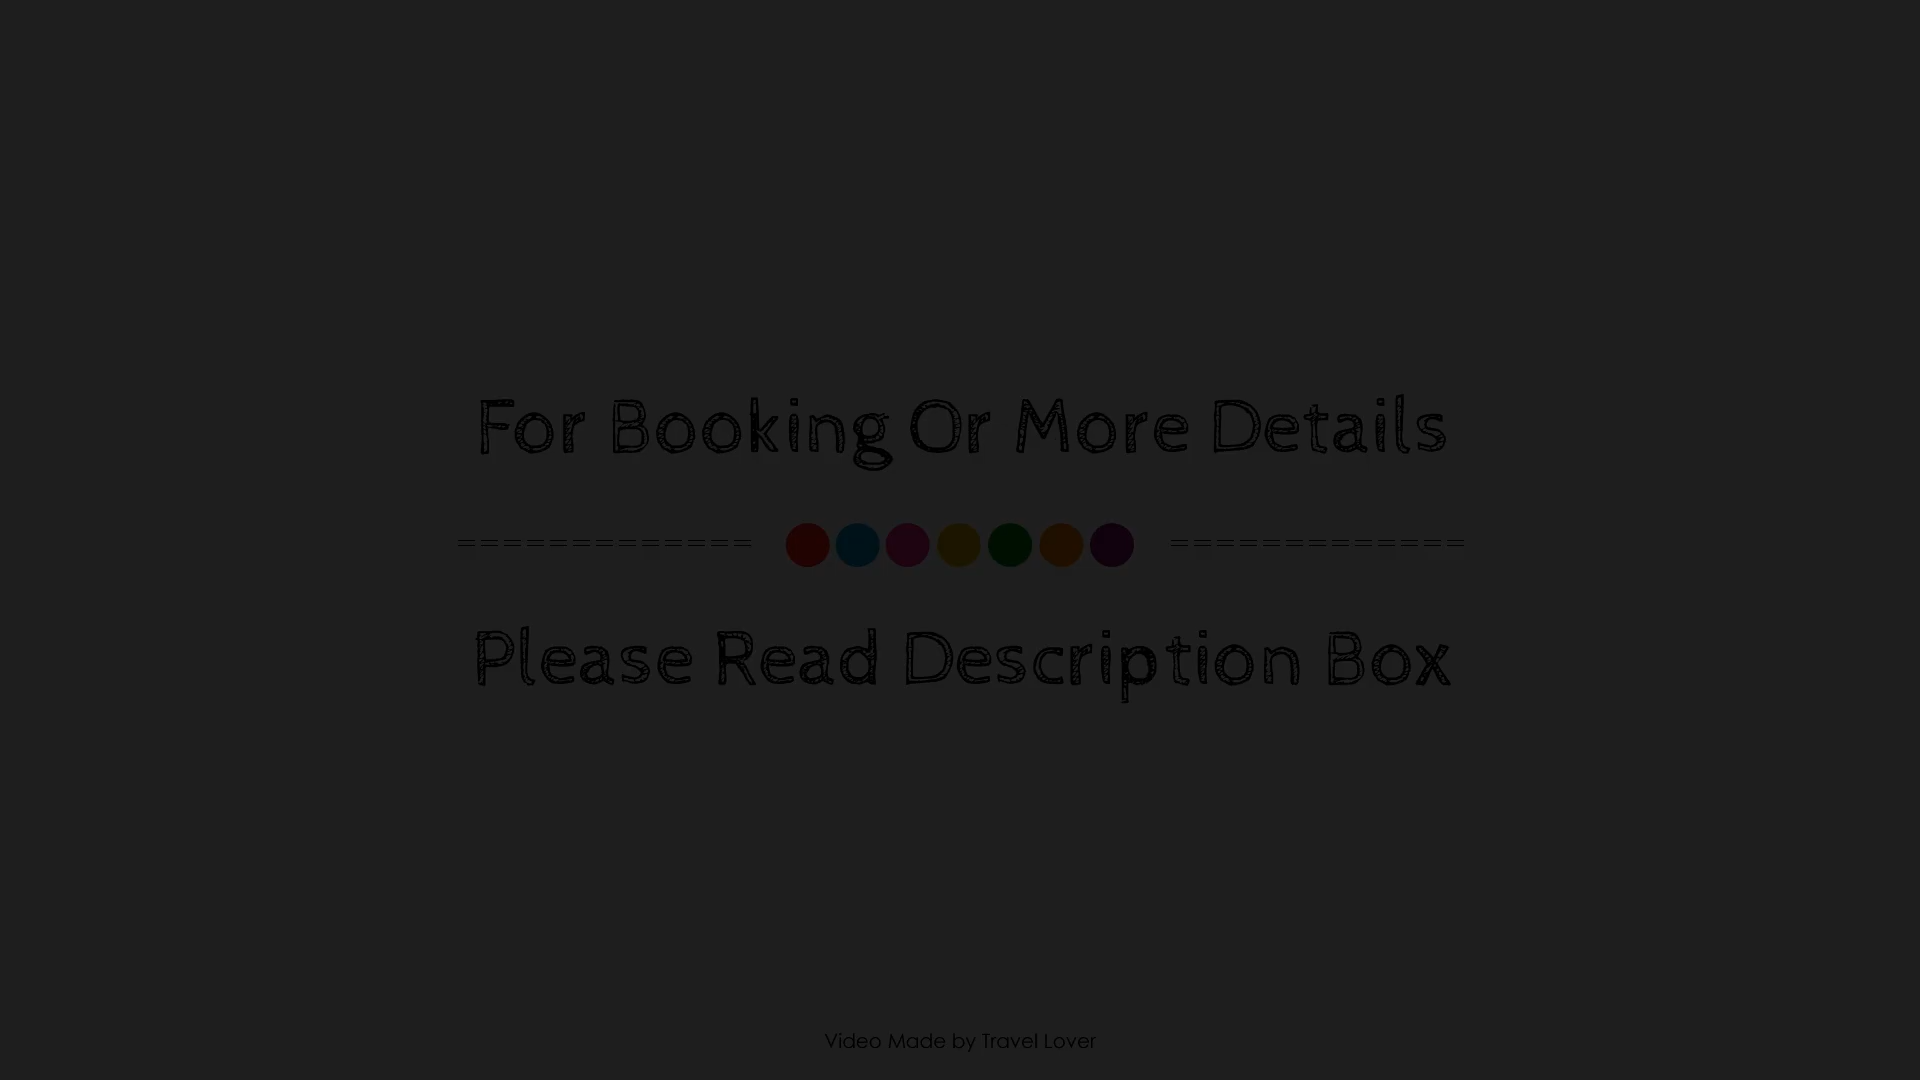 For Booking Or More Details
============= =============
Please Read Description Box
Video Made by Travel Lover